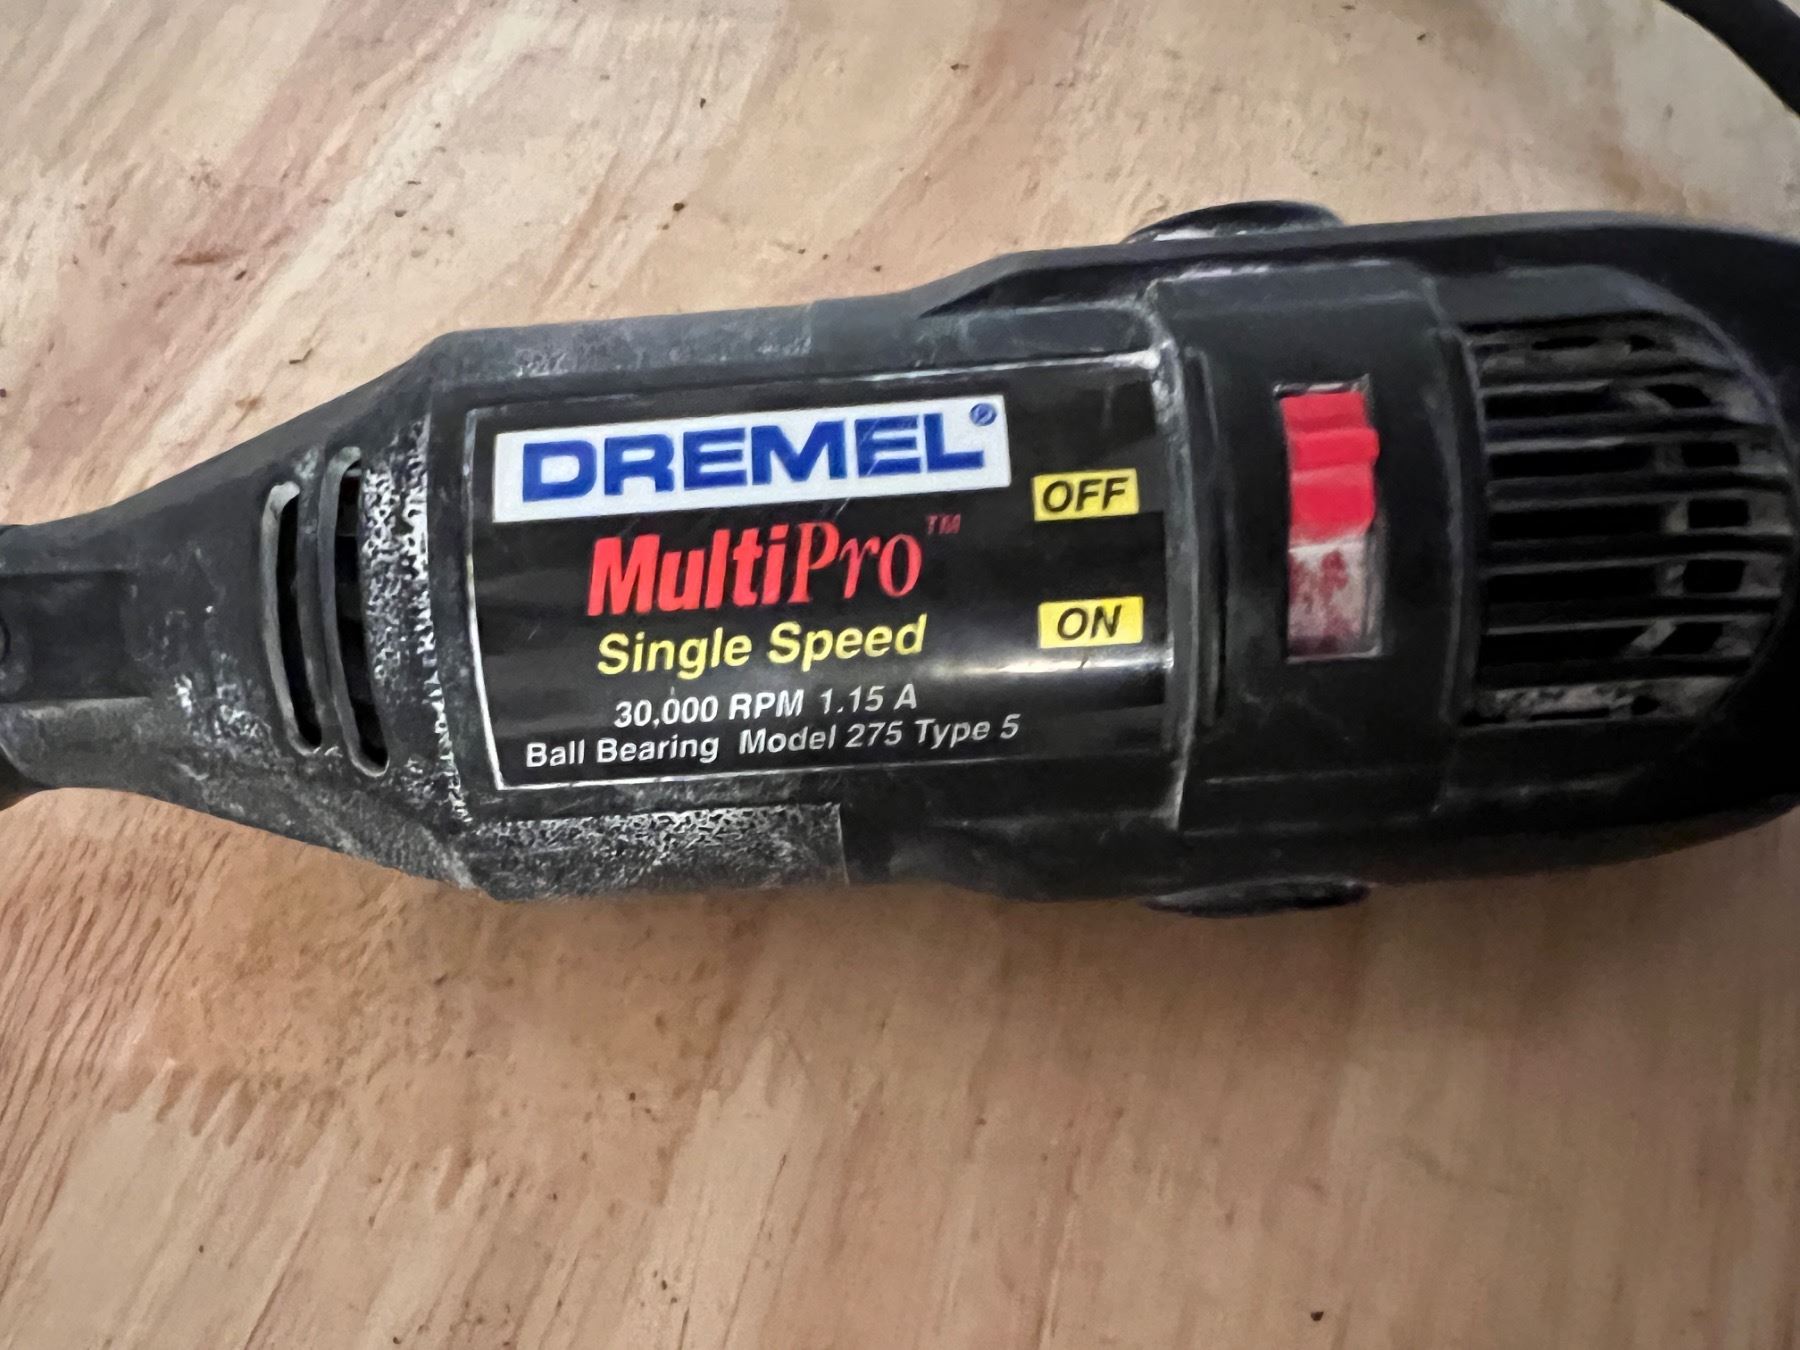 DREMEL®
MultiPro™
Single Speed
30,000 RPM 1.15 A
Ball Bearing Model 275 Type 5
OFF
ON